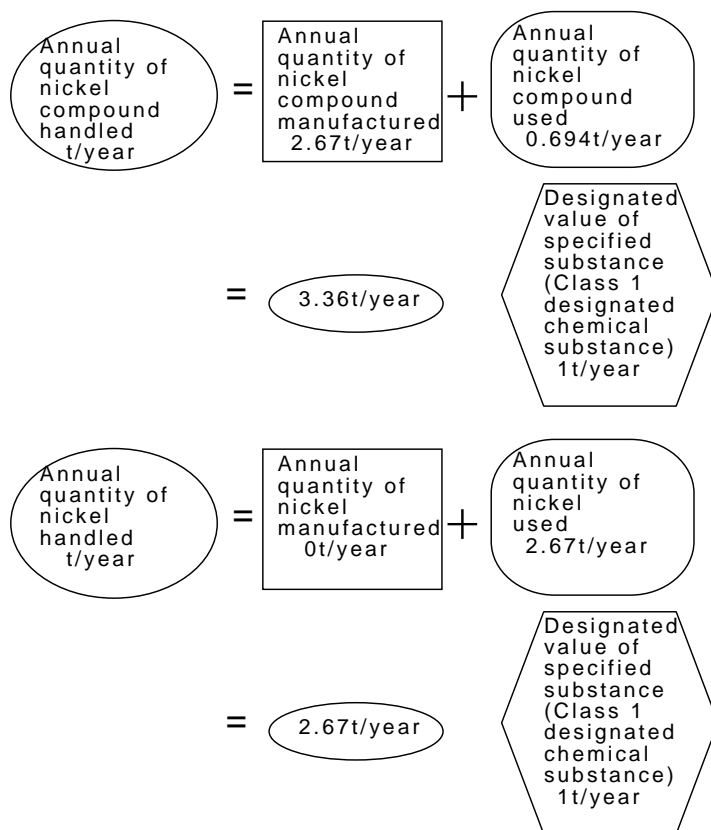 Annual
quantity of
nickel
compound
handled
t/year
=
Annual
quantity of
nickel
compound
manufactured
2.67t/year
+
Annual
quantity of
nickel
compound
used
0.694t/year
=
3.36t/year
Designated
value of
specified
substance
(Class 1
designated
chemical
substance)
1t/year
Annual
quantity of
nickel
handled
t/year
=
Annual
quantity of
nickel
manufactured
0t/year
+
Annual
quantity of
nickel
used
2.67t/year
=
2.67t/year
Designated
value of
specified
substance
(Class 1
designated
chemical
substance)
1t/year